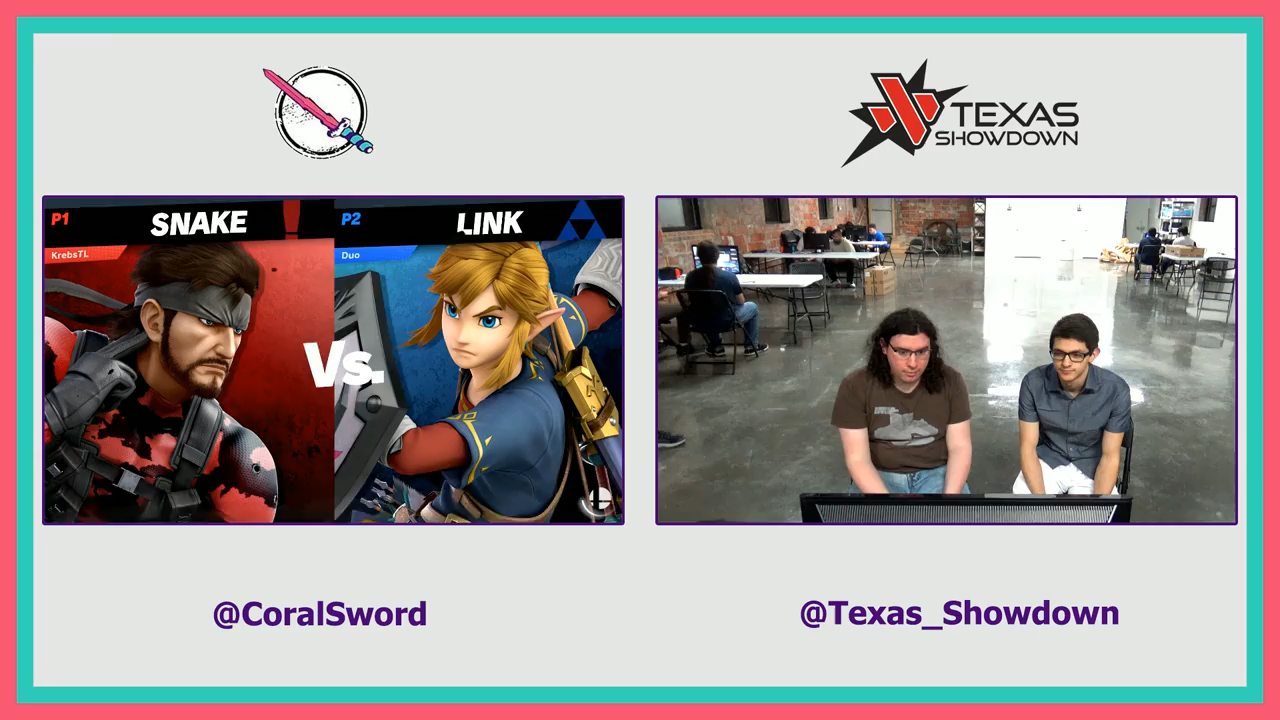 TEXAS
SHOWDOWN
P1
SNAKE
P2
LINK
KrebsTL
Duo
Vs.
@CoralSword
@Texas_Showdown